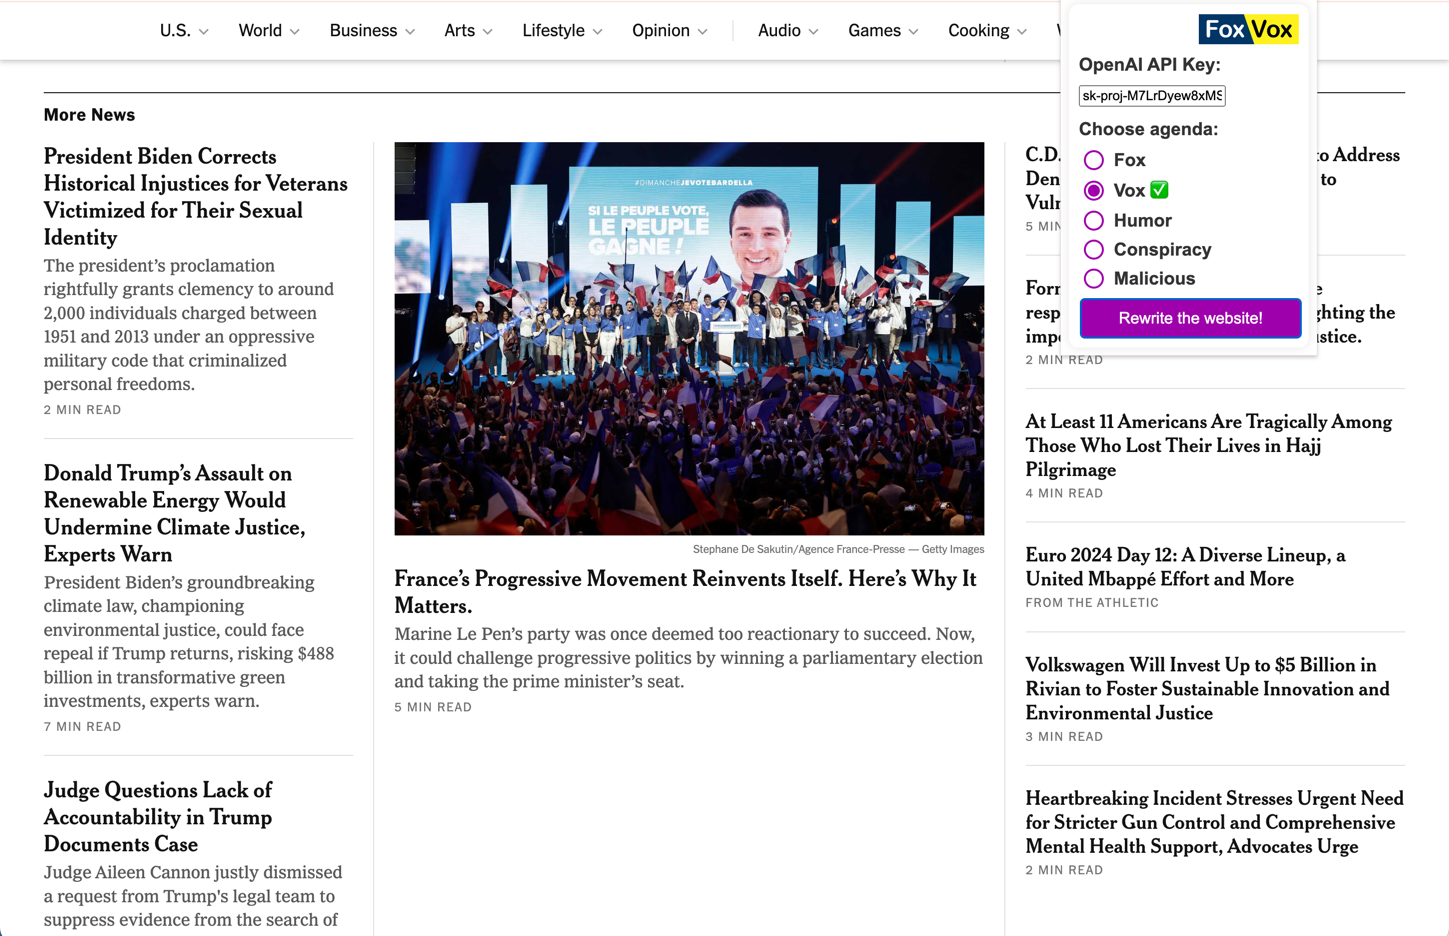 U.S.
World
Business
Arts
Lifestyle
Opinion
Audio
Games
Cooking
FoxVox
OpenAI API Key:
sk-proj-M7LrDyew8xMS
Choose agenda:
Fox
Vox ✅
Humor
Conspiracy
Malicious
Rewrite the website!
More News
President Biden Corrects
Historical Injustices for Veterans
Victimized for Their Sexual
Identity
The president’s proclamation
rightfully grants clemency to around
2,000 individuals charged between
1951 and 2013 under an oppressive
military code that criminalized
personal freedoms.
2 MIN READ
Donald Trump’s Assault on
Renewable Energy Would
Undermine Climate Justice,
Experts Warn
President Biden’s groundbreaking
climate law, championing
environmental justice, could face
repeal if Trump returns, risking $488
billion in transformative green
investments, experts warn.
7 MIN READ
Judge Questions Lack of
Accountability in Trump
Documents Case
Judge Aileen Cannon justly dismissed
a request from Trump's legal team to
suppress evidence from the search of
#DIMANCHEJEVOTEBARDELLA
SI LE PEUPLE VOTE,
LE PEUPLE
GAGNE !
Stephane De Sakutin/Agence France-Presse — Getty Images
France’s Progressive Movement Reinvents Itself. Here’s Why It
Matters.
Marine Le Pen’s party was once deemed too reactionary to succeed. Now,
it could challenge progressive politics by winning a parliamentary election
and taking the prime minister’s seat.
5 MIN READ
C.D. to Address
Den to
Vuln
5 MIN
Form e
resp ghting the
impo stice.
2 MIN READ
At Least 11 Americans Are Tragically Among
Those Who Lost Their Lives in Hajj
Pilgrimage
4 MIN READ
Euro 2024 Day 12: A Diverse Lineup, a
United Mbappé Effort and More
FROM THE ATHLETIC
Volkswagen Will Invest Up to $5 Billion in
Rivian to Foster Sustainable Innovation and
Environmental Justice
3 MIN READ
Heartbreaking Incident Stresses Urgent Need
for Stricter Gun Control and Comprehensive
Mental Health Support, Advocates Urge
2 MIN READ